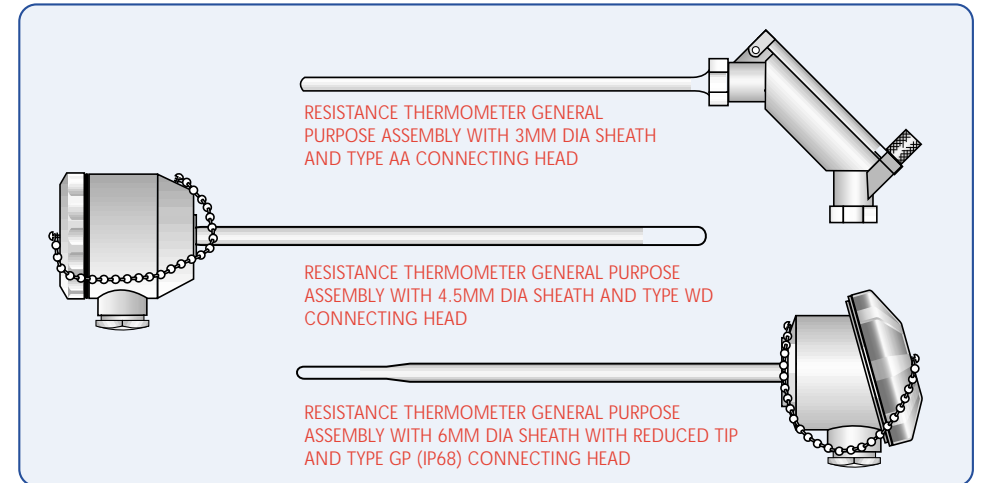 RESISTANCE THERMOMETER GENERAL
PURPOSE ASSEMBLY WITH 3MM DIA SHEATH
AND TYPE AA CONNECTING HEAD
RESISTANCE THERMOMETER GENERAL PURPOSE
ASSEMBLY WITH 4.5MM DIA SHEATH AND TYPE WD
CONNECTING HEAD
RESISTANCE THERMOMETER GENERAL PURPOSE
ASSEMBLY WITH 6MM DIA SHEATH WITH REDUCED TIP
AND TYPE GP (IP68) CONNECTING HEAD